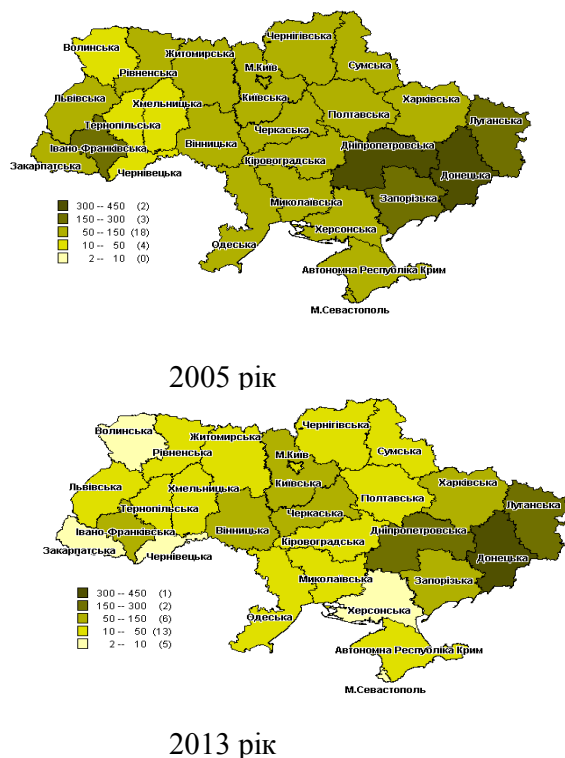 Чернігівська
Волинська
Житомирська
Рівненська
М.Київ
Сумська
Львівська
Хмельницька
Київська
Полтавська
Харківська
Луганська
Тернопільська
Черкаська
Івано-Франківська
Вінницька
Дніпропетровська
Закарпатська
Чернівецька
Кіровоградська
Донецька
Миколаївська
Запорізька
Херсонська
Одеська
Автономна Республіка Крим
М.Севастополь
300 -- 450 (2)
150 -- 300 (3)
50 -- 150 (18)
10 -- 50 (4)
2 -- 10 (0)
2005 рік
Чернігівська
Волинська
Житомирська
Рівненська
М.Київ
Сумська
Львівська
Хмельницька
Київська
Харківська
Тернопільська
Полтавська
Луганська
Черкаська
Івано-Франківська
Вінницька
Дніпропетровська
Закарпатська
Чернівецька
Кіровоградська
Донецька
Миколаївська
Запорізька
Херсонська
Одеська
Автономна Республіка Крим
М.Севастополь
300 -- 450 (1)
150 -- 300 (2)
50 -- 150 (6)
10 -- 50 (13)
2 -- 10 (5)
2013 рік